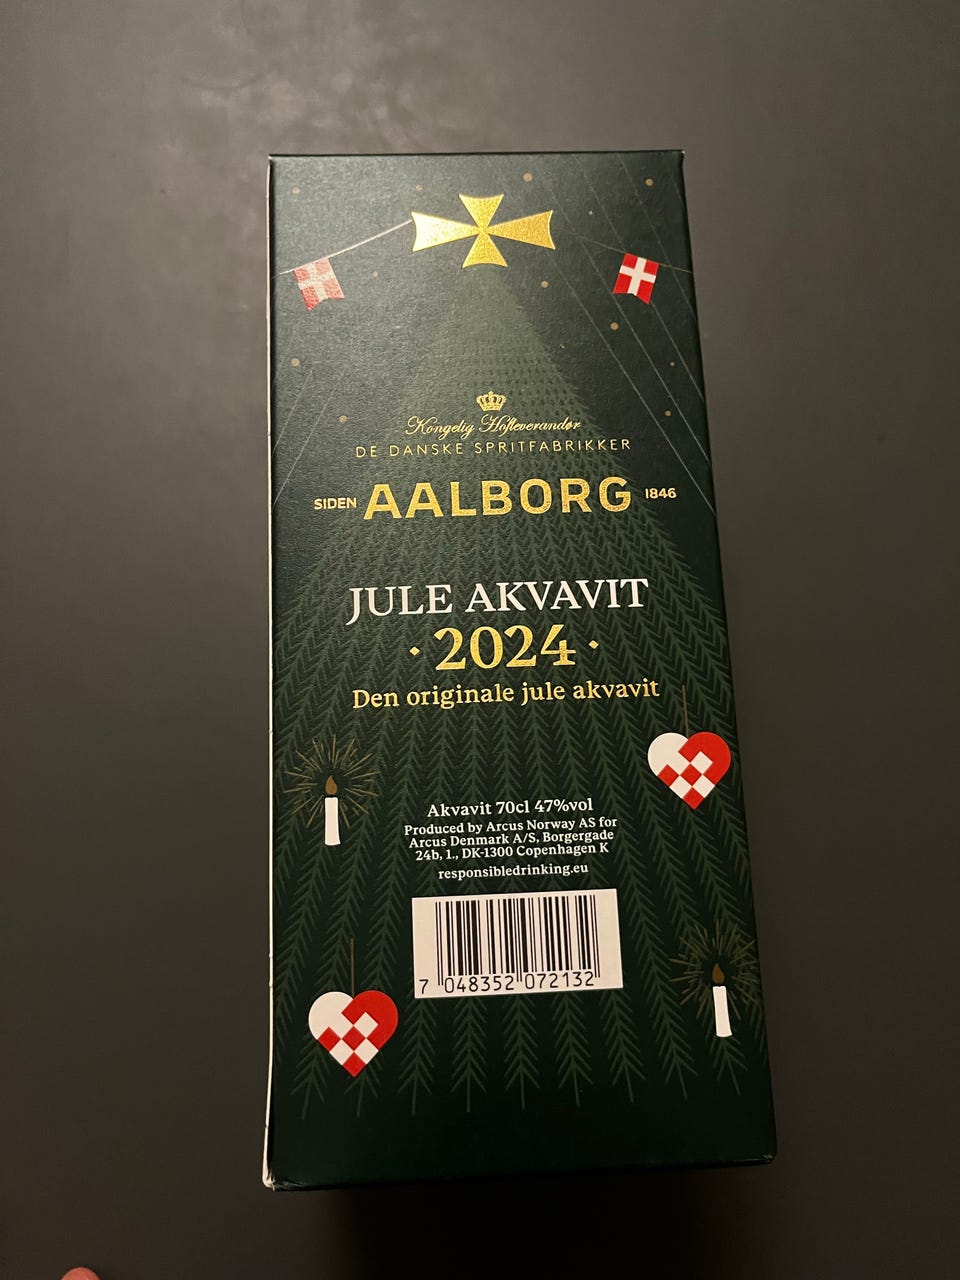 Kongelig Hofleverandør
DE DANSKE SPRITFABRIKKER
SIDEN AALBORG 1846
JULE AKVAVIT
· 2024 ·
Den originale jule akvavit
Akvavit 70cl 47%vol
Produced by Arcus Norway AS for
Arcus Denmark A/S, Borgergade
24b, 1., DK-1300 Copenhagen K
responsibledrinking.eu
7 048352 072132